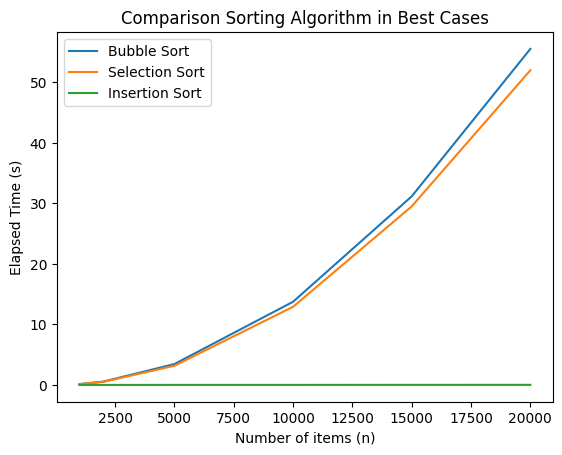 Comparison Sorting Algorithm in Best Cases
Bubble Sort
Selection Sort
Insertion Sort
50
40
30
20
10
0
Elapsed Time (s)
2500 5000 7500 10000 12500 15000 17500 20000
Number of items (n)